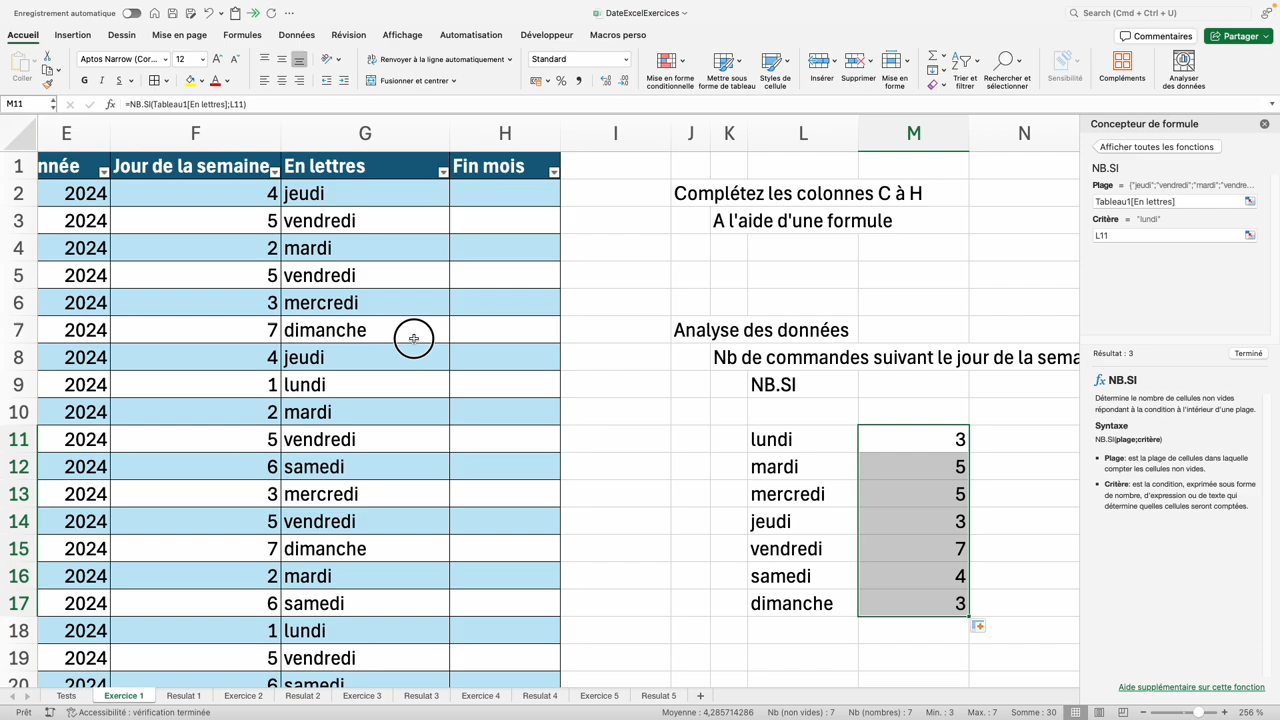 Enregistrement automatique
DateExcelExercices
Search (Cmd + Ctrl + U)
Accueil Insertion Dessin Mise en page Formules Données Révision Affichage Automatisation Développeur Macros perso
Commentaires Partager
Coller
Aptos Narrow (Cor... 12
G I S
Renvoyer à la ligne automatiquement
Fusionner et centrer
Standard
Mise en forme conditionnelle
Mettre sous forme de tableau
Styles de cellule
Insérer Supprimer Mise en forme
Trier et filtrer
Rechercher et sélectionner
Sensibilité
Compléments
Analyser des données
M11 fx =NB.SI(Tableau1[En lettres];L11)
E F G H I J K L M N
1 nnée Jour de la semaine En lettres Fin mois
2 2024 4 jeudi Complétez les colonnes C à H
3 2024 5 vendredi A l'aide d'une formule
4 2024 2 mardi
5 2024 5 vendredi
6 2024 3 mercredi
7 2024 7 dimanche Analyse des données
8 2024 4 jeudi Nb de commandes suivant le jour de la sema
9 2024 1 lundi NB.SI
10 2024 2 mardi
11 2024 5 vendredi lundi 3
12 2024 6 samedi mardi 5
13 2024 3 mercredi mercredi 5
14 2024 5 vendredi jeudi 3
15 2024 7 dimanche vendredi 7
16 2024 2 mardi samedi 4
17 2024 6 samedi dimanche 3
18 2024 1 lundi
19 2024 5 vendredi
20 2024 6 samedi
Concepteur de formule
Afficher toutes les fonctions
NB.SI
Plage = {"jeudi";"vendredi";"mardi";"vendre...
Tableau1[En lettres]
Critère = "lundi"
L11
Résultat : 3 Terminé
fx NB.SI
Détermine le nombre de cellules non vides
répondant à la condition à l'intérieur d'une plage.
Syntaxe
NB.SI(plage;critère)
• Plage: est la plage de cellules dans laquelle
compter les cellules non vides.
• Critère: est la condition, exprimée sous forme
de nombre, d'expression ou de texte qui
détermine quelles cellules seront comptées.
Aide supplémentaire sur cette fonction
Tests Exercice 1 Resulat 1 Exercice 2 Resulat 2 Exercice 3 Resulat 3 Exercice 4 Resulat 4 Exercice 5 Resulat 5
Prêt Accessibilité : vérification terminée Moyenne : 4,285714286 Nb (non vides) : 7 Nb (nombres) : 7 Min. : 3 Max. : 7 Somme : 30 256 %